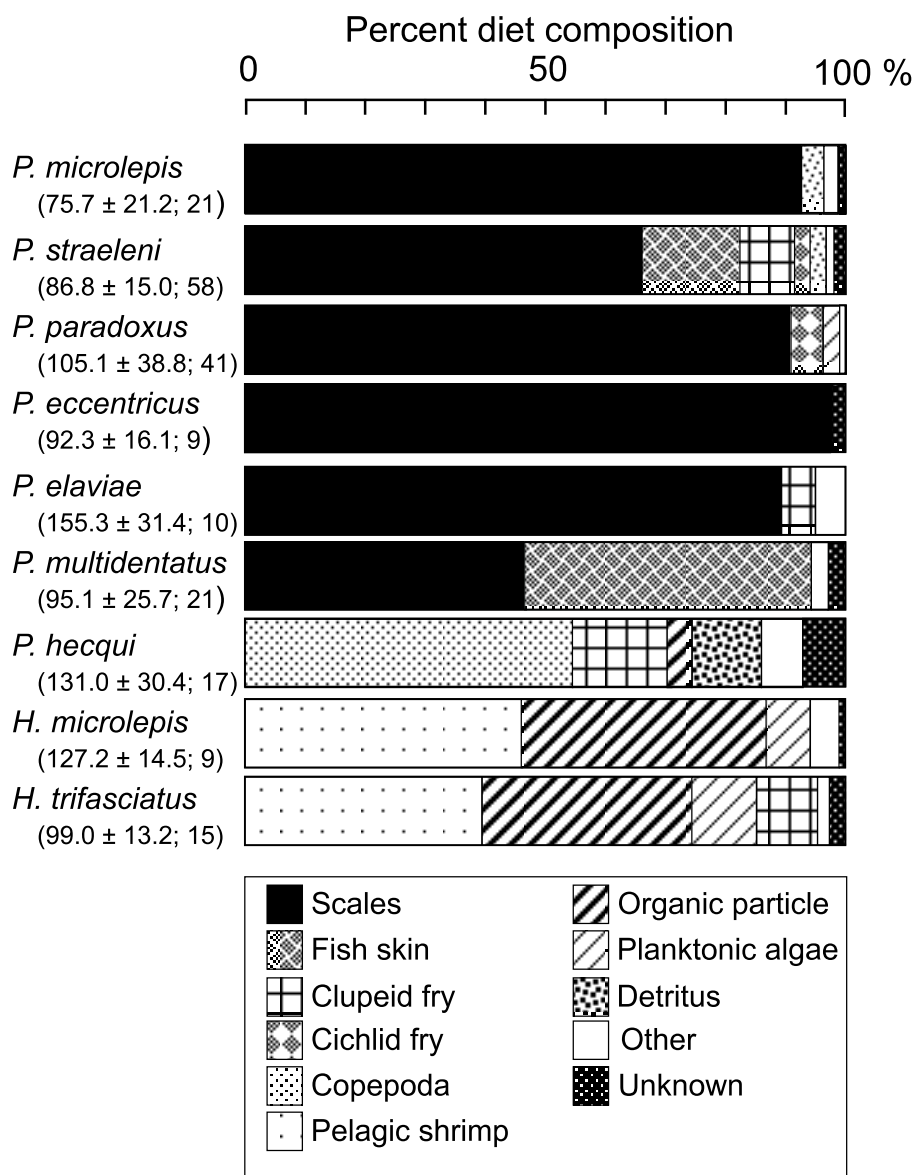 Percent diet composition
0 50 100 %
P. microlepis
(75.7 ± 21.2; 21)
P. straeleni
(86.8 ± 15.0; 58)
P. paradoxus
(105.1 ± 38.8; 41)
P. eccentricus
(92.3 ± 16.1; 9)
P. elaviae
(155.3 ± 31.4; 10)
P. multidentatus
(95.1 ± 25.7; 21)
P. hecqui
(131.0 ± 30.4; 17)
H. microlepis
(127.2 ± 14.5; 9)
H. trifasciatus
(99.0 ± 13.2; 15)
Scales
Fish skin
Clupeid fry
Cichlid fry
Copepoda
Pelagic shrimp
Organic particle
Planktonic algae
Detritus
Other
Unknown